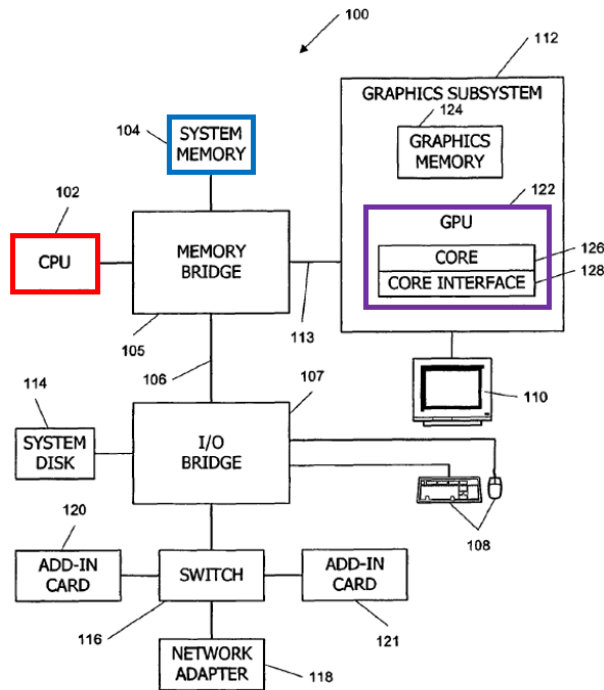 100
112
GRAPHICS SUBSYSTEM
124
GRAPHICS
MEMORY
104
SYSTEM
MEMORY
122
GPU
CORE
126
CORE INTERFACE
128
102
CPU
MEMORY
BRIDGE
113
105
106
107
110
114
SYSTEM
DISK
I/O
BRIDGE
108
120
ADD-IN
CARD
SWITCH
ADD-IN
CARD
116
121
NETWORK
ADAPTER
118